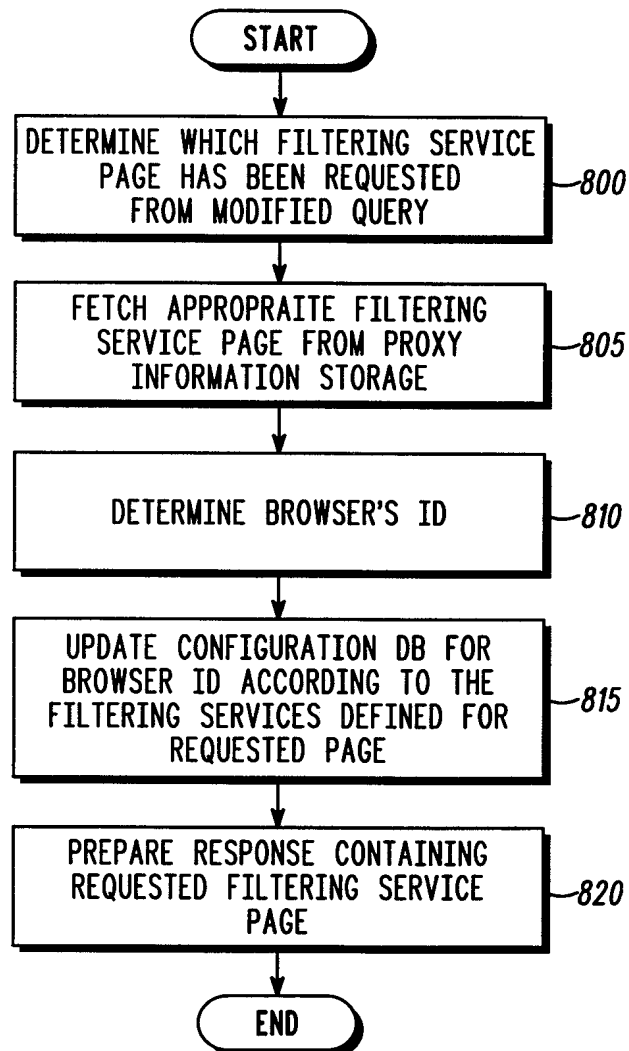 START
DETERMINE WHICH FILTERING SERVICE
PAGE HAS BEEN REQUESTED
FROM MODIFIED QUERY
800
FETCH APPROPRAITE FILTERING
SERVICE PAGE FROM PROXY
INFORMATION STORAGE
805
DETERMINE BROWSER'S ID
810
UPDATE CONFIGURATION DB FOR
BROWSER ID ACCORDING TO THE
FILTERING SERVICES DEFINED FOR
REQUESTED PAGE
815
PREPARE RESPONSE CONTAINING
REQUESTED FILTERING SERVICE
PAGE
820
END